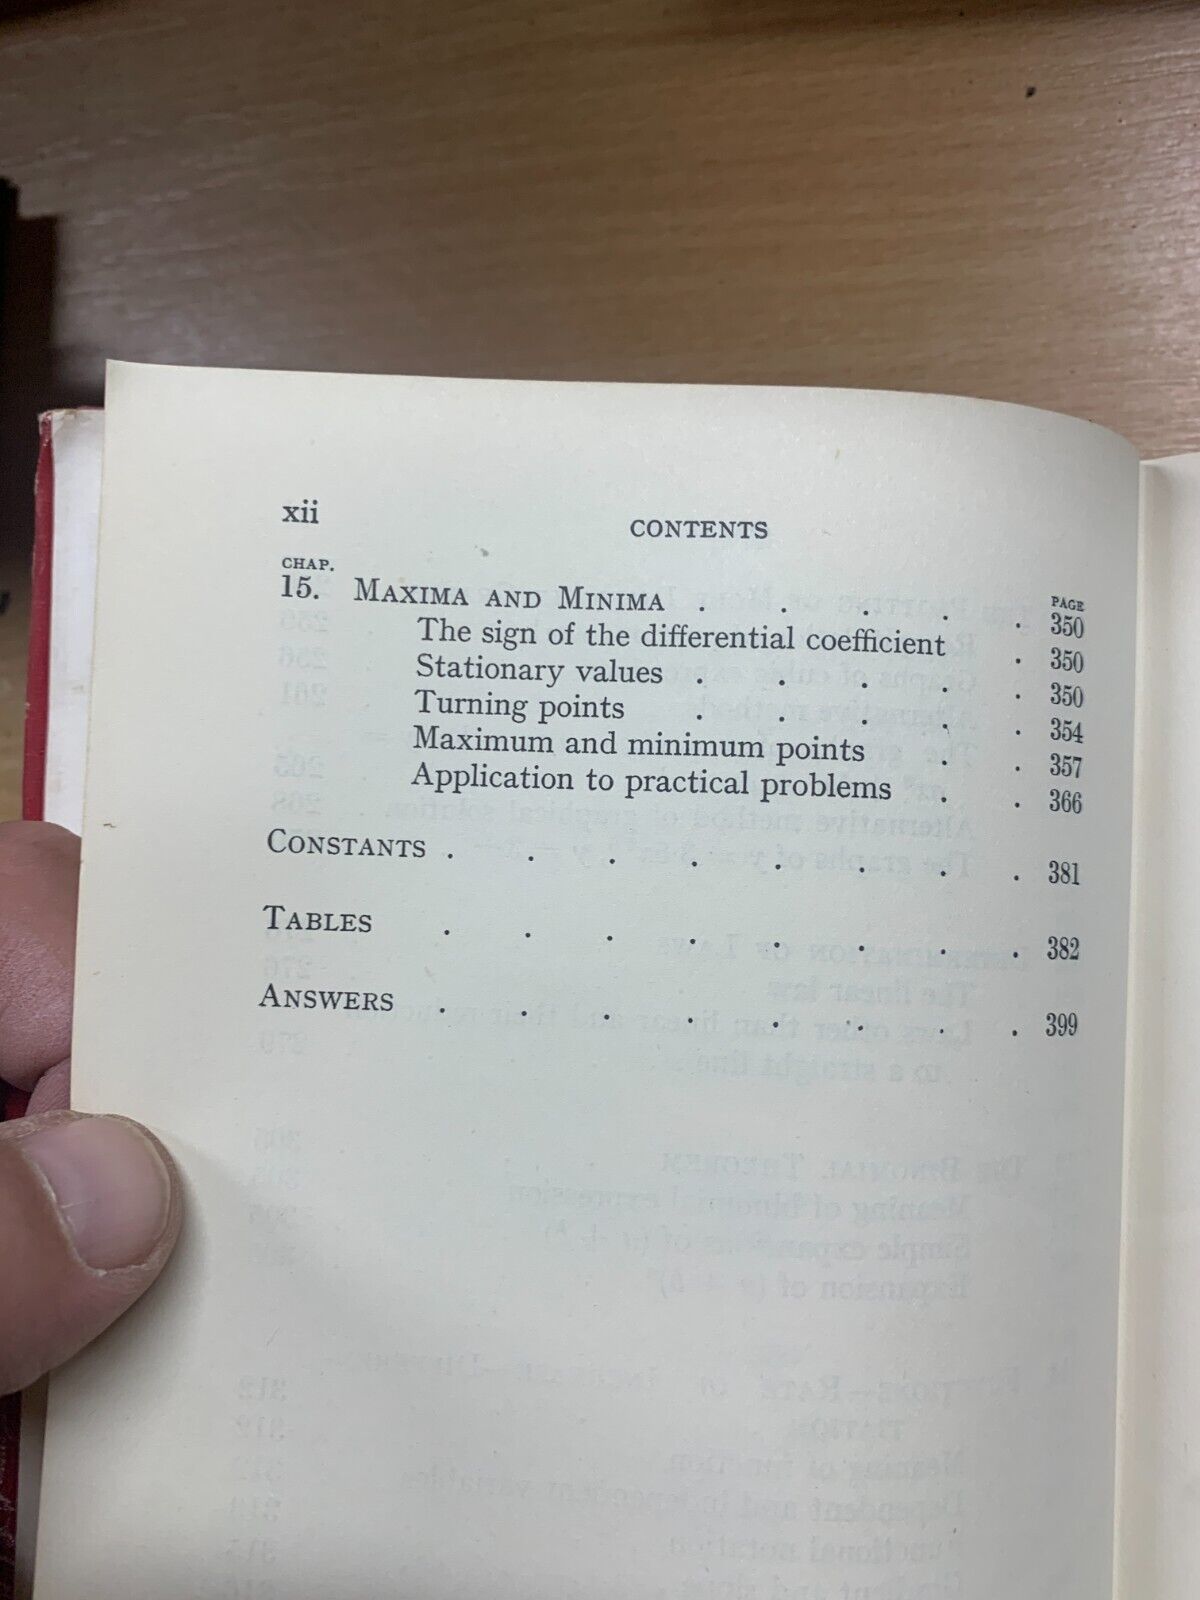 xii
CONTENTS
CHAP.
PAGE
15. MAXIMA AND MINIMA . . . . . 350
The sign of the differential coefficient . 350
Stationary values . . . . . 350
Turning points . . . . . 354
Maximum and minimum points . . 357
Application to practical problems . . 366
CONSTANTS . . . . . . . . 381
TABLES . . . . . . . . 382
ANSWERS . . . . . . . . 399